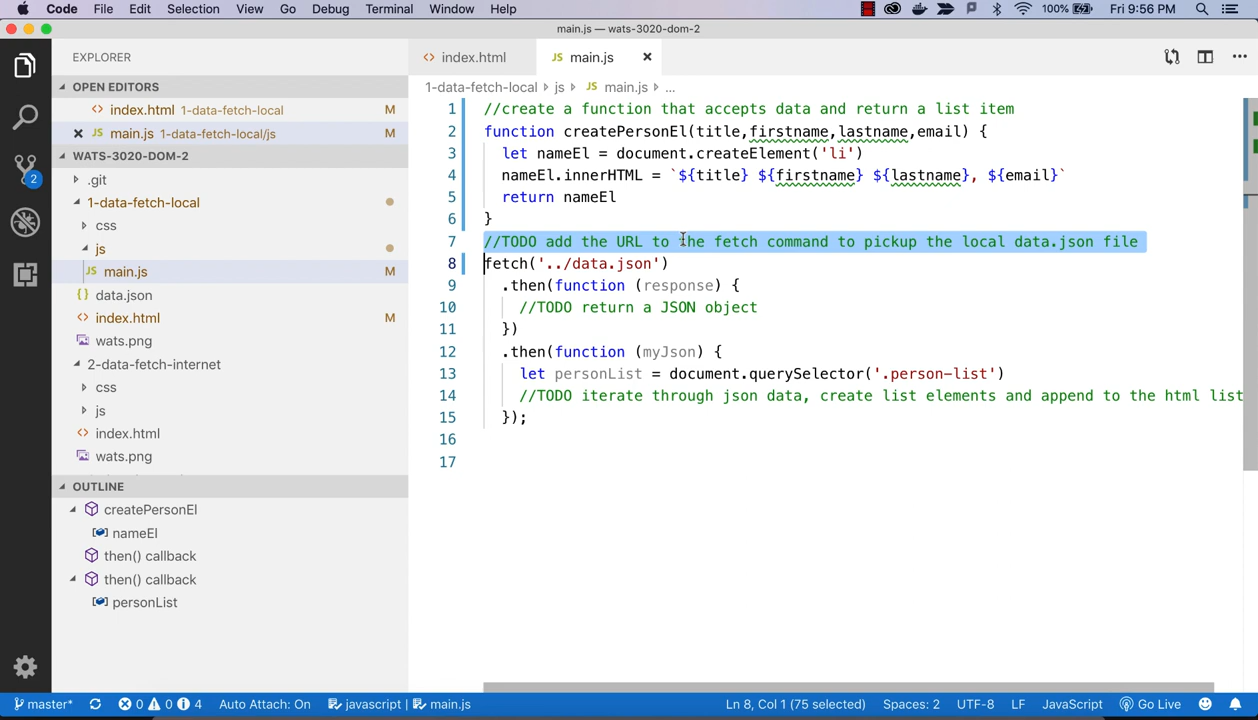 Code File Edit Selection View Go Debug Terminal Window Help 100% Fri 9:56 PM
main.js — wats-3020-dom-2
EXPLORER
index.html
JS main.js
OPEN EDITORS
1-data-fetch-local js JS main.js ...
index.html 1-data-fetch-local M
JS main.js 1-data-fetch-local/js M
WATS-3020-DOM-2
.git
1-data-fetch-local
css
js
JS main.js M
data.json
index.html M
wats.png
2-data-fetch-internet
css
js
index.html
wats.png
2
OUTLINE
createPersonEl
nameEl
then() callback
then() callback
personList
1 //create a function that accepts data and return a list item
2 function createPersonEl(title,firstname,lastname,email) {
3 let nameEl = document.createElement('li')
4 nameEl.innerHTML = `${title} ${firstname} ${lastname}, ${email}`
5 return nameEl
6 }
7 //TODO add the URL to the fetch command to pickup the local data.json file
8 fetch('../data.json')
9 .then(function (response) {
10 //TODO return a JSON object
11 })
12 .then(function (myJson) {
13 let personList = document.querySelector('.person-list')
14 //TODO iterate through json data, create list elements and append to the html list
15 });
16
17
master* 0 0 4 Auto Attach: On javascript | main.js Ln 8, Col 1 (75 selected) Spaces: 2 UTF-8 LF JavaScript Go Live